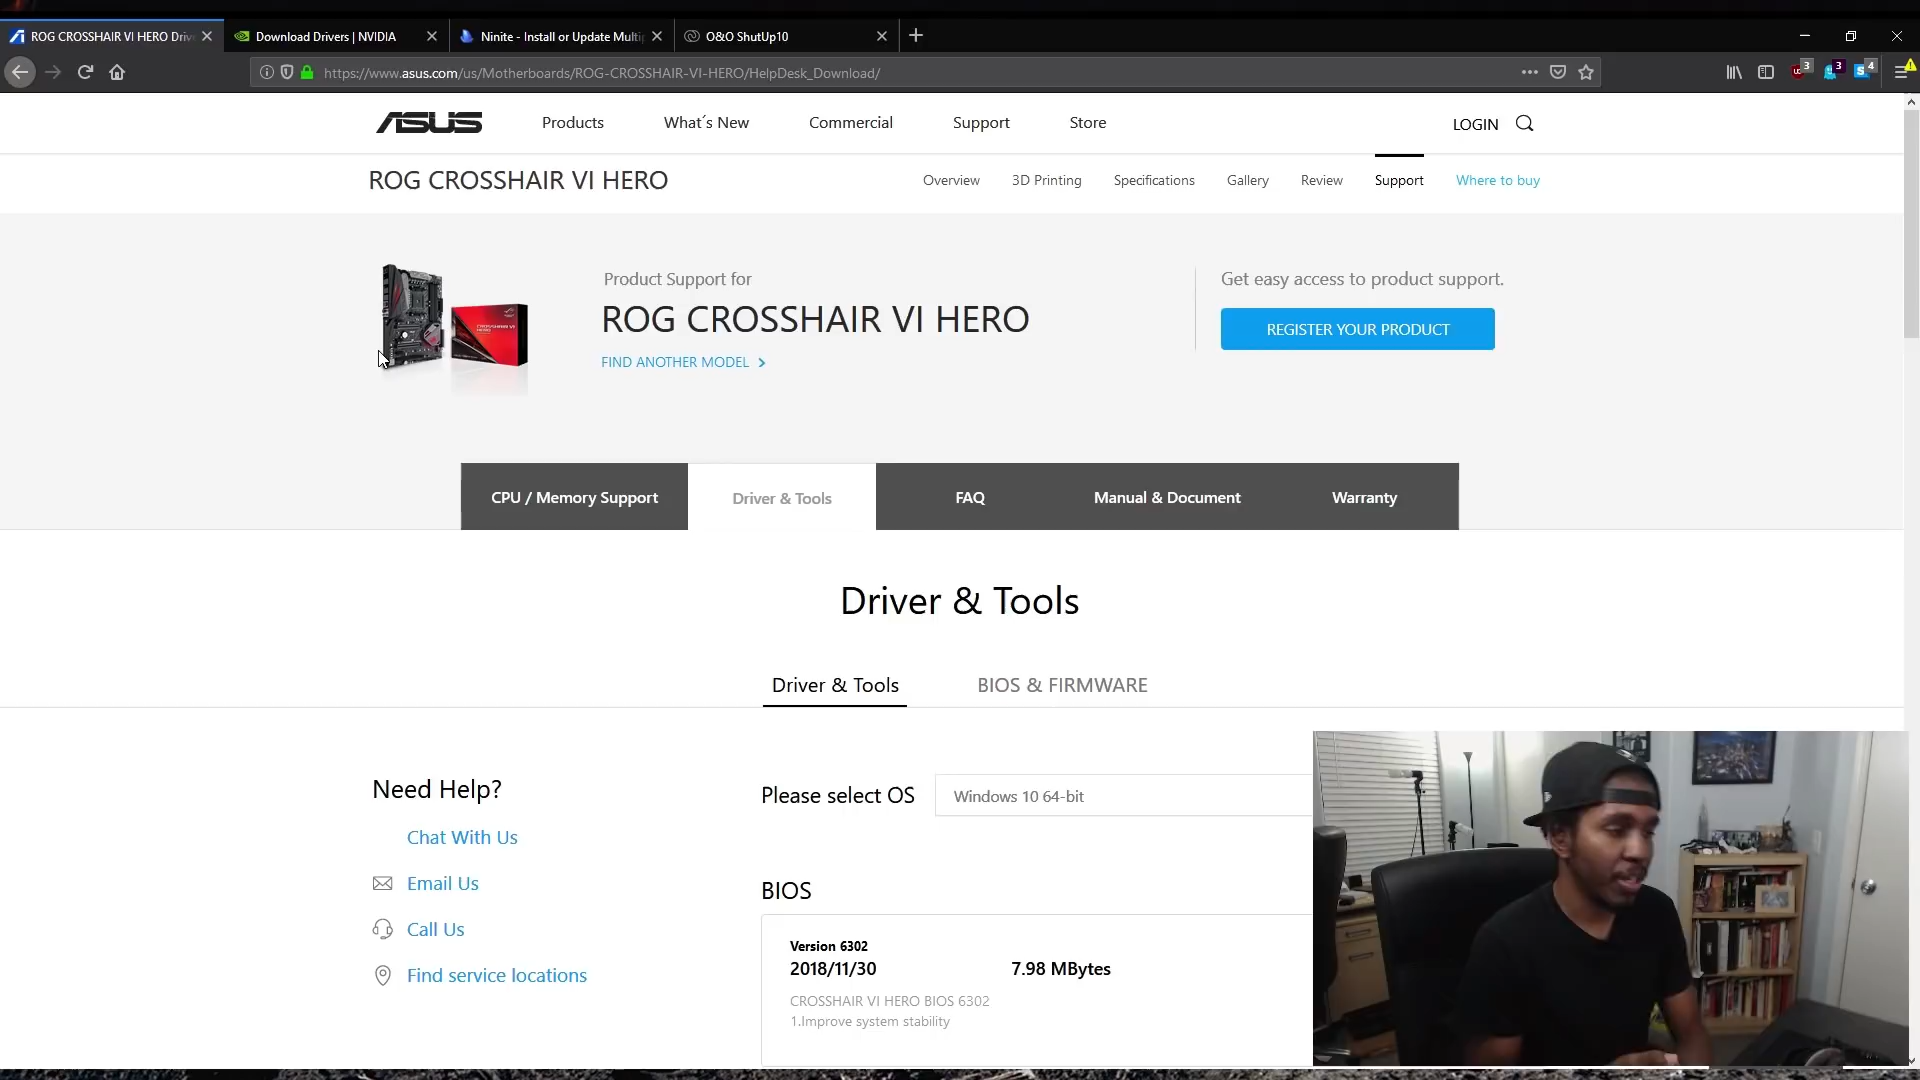 ROG CROSSHAIR VI HERO Driv
Download Drivers | NVIDIA
Ninite - Install or Update Multip
O&O ShutUp10
https://www.asus.com/us/Motherboards/ROG-CROSSHAIR-VI-HERO/HelpDesk_Download/
3
3
4
ASUS
Products
What´s New
Commercial
Support
Store
LOGIN
ROG CROSSHAIR VI HERO
Overview
3D Printing
Specifications
Gallery
Review
Support
Where to buy
Product Support for
ROG CROSSHAIR VI HERO
FIND ANOTHER MODEL
Get easy access to product support.
REGISTER YOUR PRODUCT
CPU / Memory Support
Driver & Tools
FAQ
Manual & Document
Warranty
Driver & Tools
Driver & Tools
BIOS & FIRMWARE
Need Help?
Chat With Us
Email Us
Call Us
Find service locations
Please select OS
Windows 10 64-bit
BIOS
Version 6302
2018/11/30
7.98 MBytes
CROSSHAIR VI HERO BIOS 6302
1.Improve system stability